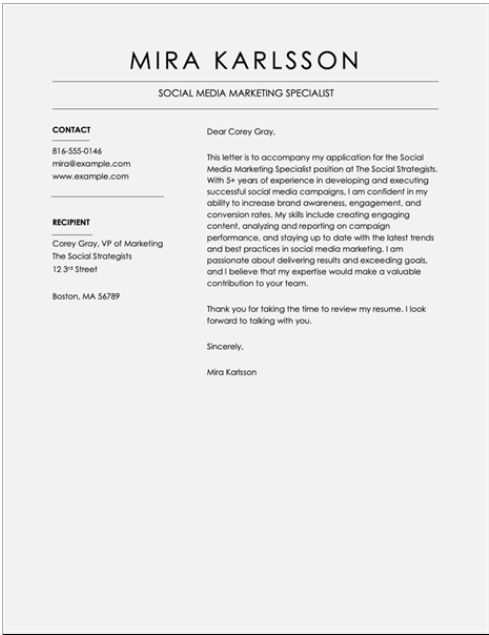 MIRA KARLSSON
SOCIAL MEDIA MARKETING SPECIALIST
CONTACT
816-555-0146
mira@example.com
www.example.com
RECIPIENT
Corey Gray, VP of Marketing
The Social Strategists
12 3rd Street
Boston, MA 56789
Dear Corey Gray,
This letter is to accompany my application for the Social
Media Marketing Specialist position at The Social Strategists.
With 5+ years of experience in developing and executing
successful social media campaigns, I am confident in my
ability to increase brand awareness, engagement, and
conversion rates. My skills include creating engaging
content, analyzing and reporting on campaign
performance, and staying up to date with the latest trends
and best practices in social media marketing. I am
passionate about delivering results and exceeding goals,
and I believe that my expertise would make a valuable
contribution to your team.
Thank you for taking the time to review my resume. I look
forward to talking with you.
Sincerely,
Mira Karlsson